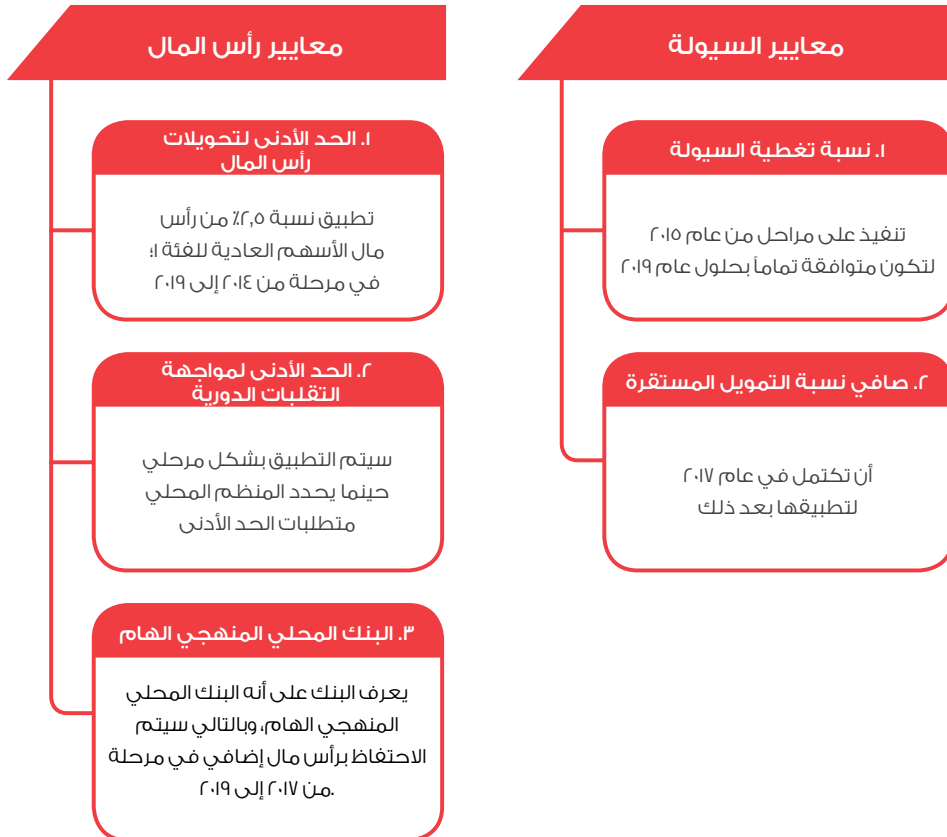 معايير السيولة
١. نسبة تغطية السيولة
تنفيذ على مراحل من عام ٢٠١٥
لتكون متوافقة تماماً بحلول عام ٢٠١٩
٢. صافي نسبة التمويل المستقرة
أن تكتمل في عام ٢٠١٧
لتطبيقها بعد ذلك
معايير رأس المال
١. الحد الأدنى لتحويلات
رأس المال
تطبيق نسبة ٢,٥٪ من رأس
مال الأسهم العادية للفئة ١؛
في مرحلة من ٢٠١٤ إلى ٢٠١٩
٢. الحد الأدنى لمواجهة
التقلبات الدورية
سيتم التطبيق بشكل مرحلي
حينما يحدد المنظم المحلي
متطلبات الحد الأدنى
٣. البنك المحلي المنهجي الهام
يعرف البنك على أنه البنك المحلي
المنهجي الهام، وبالتالي سيتم
الاحتفاظ برأس مال إضافي في مرحلة
من ٢٠١٧ إلى ٢٠١٩.